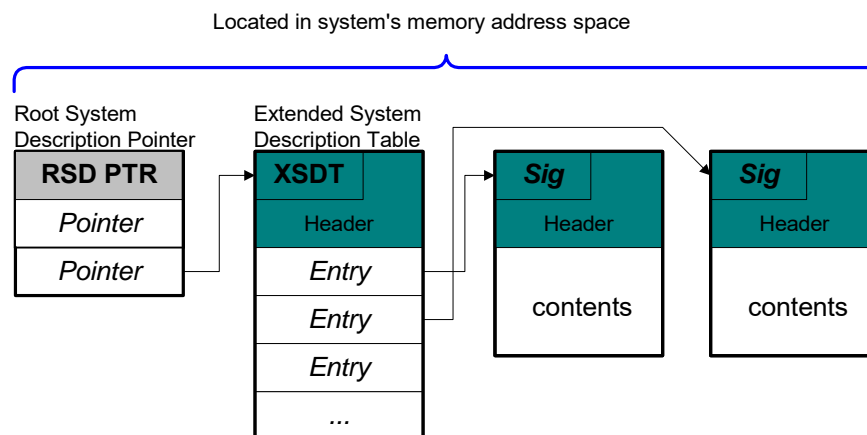 Located in system's memory address space
Root System
Description Pointer
Extended System
Description Table
RSD PTR
Pointer
Pointer
XSDT
Header
Entry
Entry
Entry
...
Sig
Header
contents
Sig
Header
contents